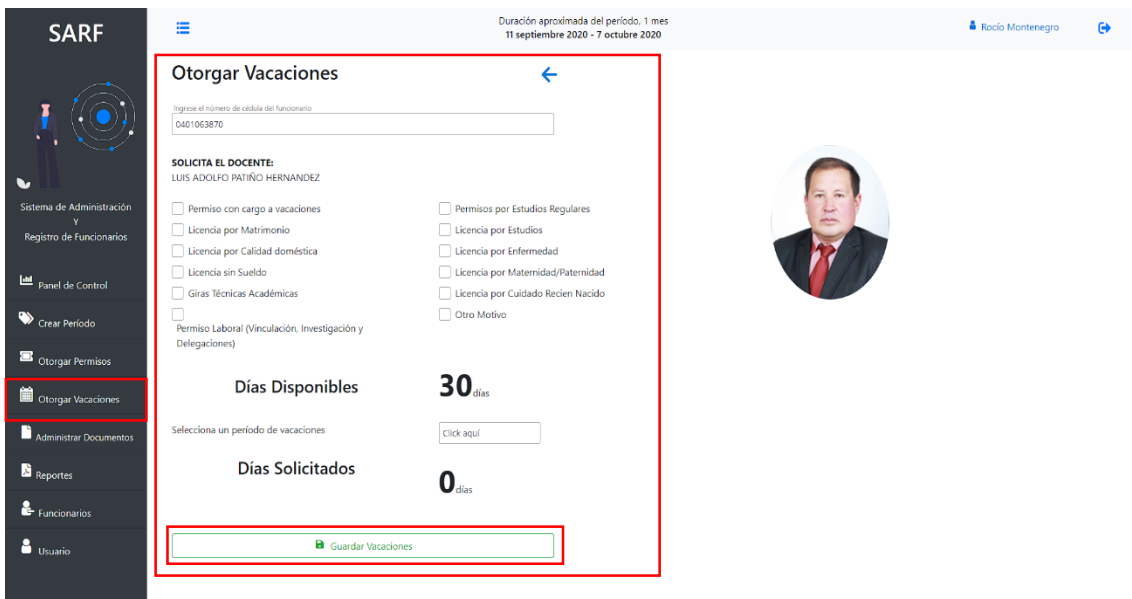 SARF
Duración aproximada del período, 1 mes
11 septiembre 2020 - 7 octubre 2020
Rocío Montenegro
Sistema de Administración
Y
Registro de Funcionarios
Panel de Control
Crear Período
Otorgar Permisos
Otorgar Vacaciones
Administrar Documentos
Reportes
Funcionarios
Usuario
Otorgar Vacaciones
Ingrese el número de cédula del funcionario
0401063870
SOLICITA EL DOCENTE:
LUIS ADOLFO PATIÑO HERNANDEZ
Permiso con cargo a vacaciones
Permisos por Estudios Regulares
Licencia por Matrimonio
Licencia por Estudios
Licencia por Calidad doméstica
Licencia por Enfermedad
Licencia sin Sueldo
Licencia por Maternidad/Paternidad
Giras Técnicas Académicas
Licencia por Cuidado Recien Nacido
Otro Motivo
Permiso Laboral (Vinculación, Investigación y
Delegaciones)
Días Disponibles
30 días
Selecciona un período de vacaciones
Click aquí
Días Solicitados
0 días
Guardar Vacaciones